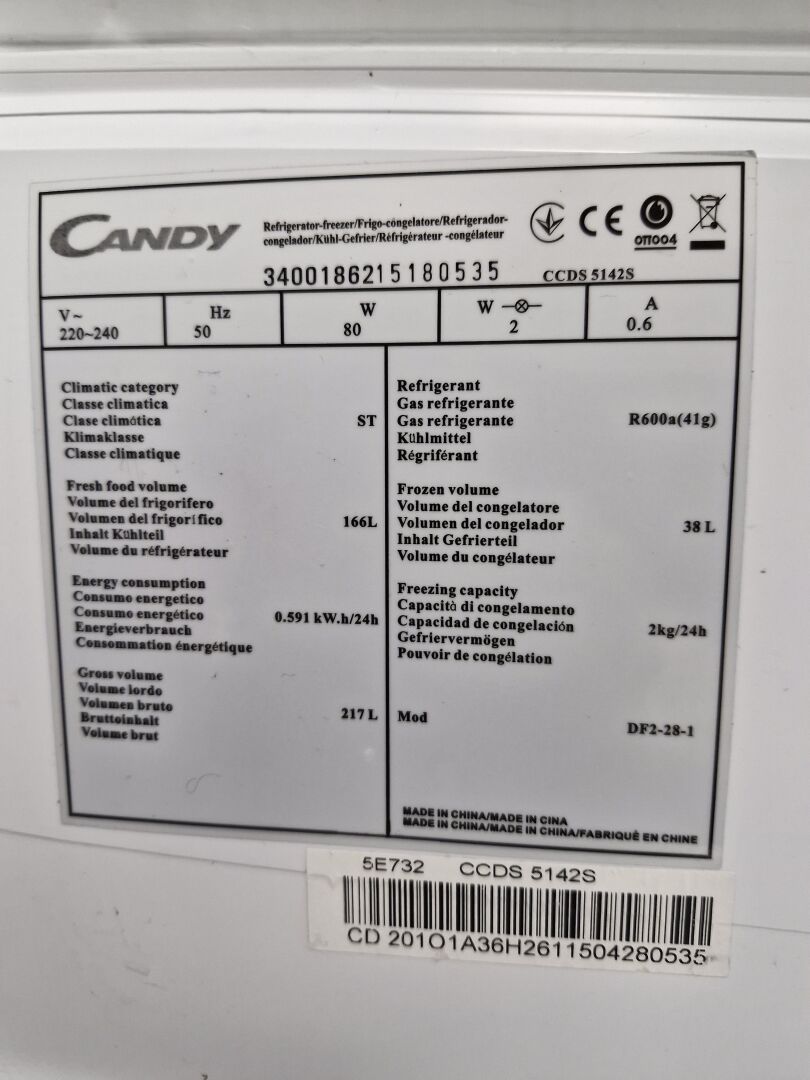 CANDY
Refrigerator-freezer/Frigo-congelatore/Refrigerador-
congelador/Kühl-Gefrier/Réfrigérateur -congélateur
CE
011004
3400186215180535
CCDS 5142S
V~
220~240
Hz
50
W
80
W
2
A
0.6
Climatic category
Classe climatica
Clase climática
Klimaklasse
Classe climatique
ST
Refrigerant
Gas refrigerante
Gas refrigerante
Kühlmittel
Régriférant
R600a(41g)
Fresh food volume
Volume del frigorifero
Volumen del frigorífico
Inhalt Kühlteil
Volume du réfrigérateur
166L
Frozen volume
Volume del congelatore
Volumen del congelador
Inhalt Gefrierteil
Volume du congélateur
38 L
Energy consumption
Consumo energetico
Consumo energético
Energieverbrauch
Consommation énergétique
0.591 kW.h/24h
Freezing capacity
Capacità di congelamento
Capacidad de congelación
Gefriervermögen
Pouvoir de congélation
2kg/24h
Gross volume
Volume lordo
Volumen bruto
Bruttoinhalt
Volume brut
217 L
Mod
DF2-28-1
MADE IN CHINA/MADE IN CINA
MADE IN CHINA/MADE IN CHINA/FABRIQUÉ EN CHINE
5E732 CCDS 5142S
CD 201O1A36H2611504280535